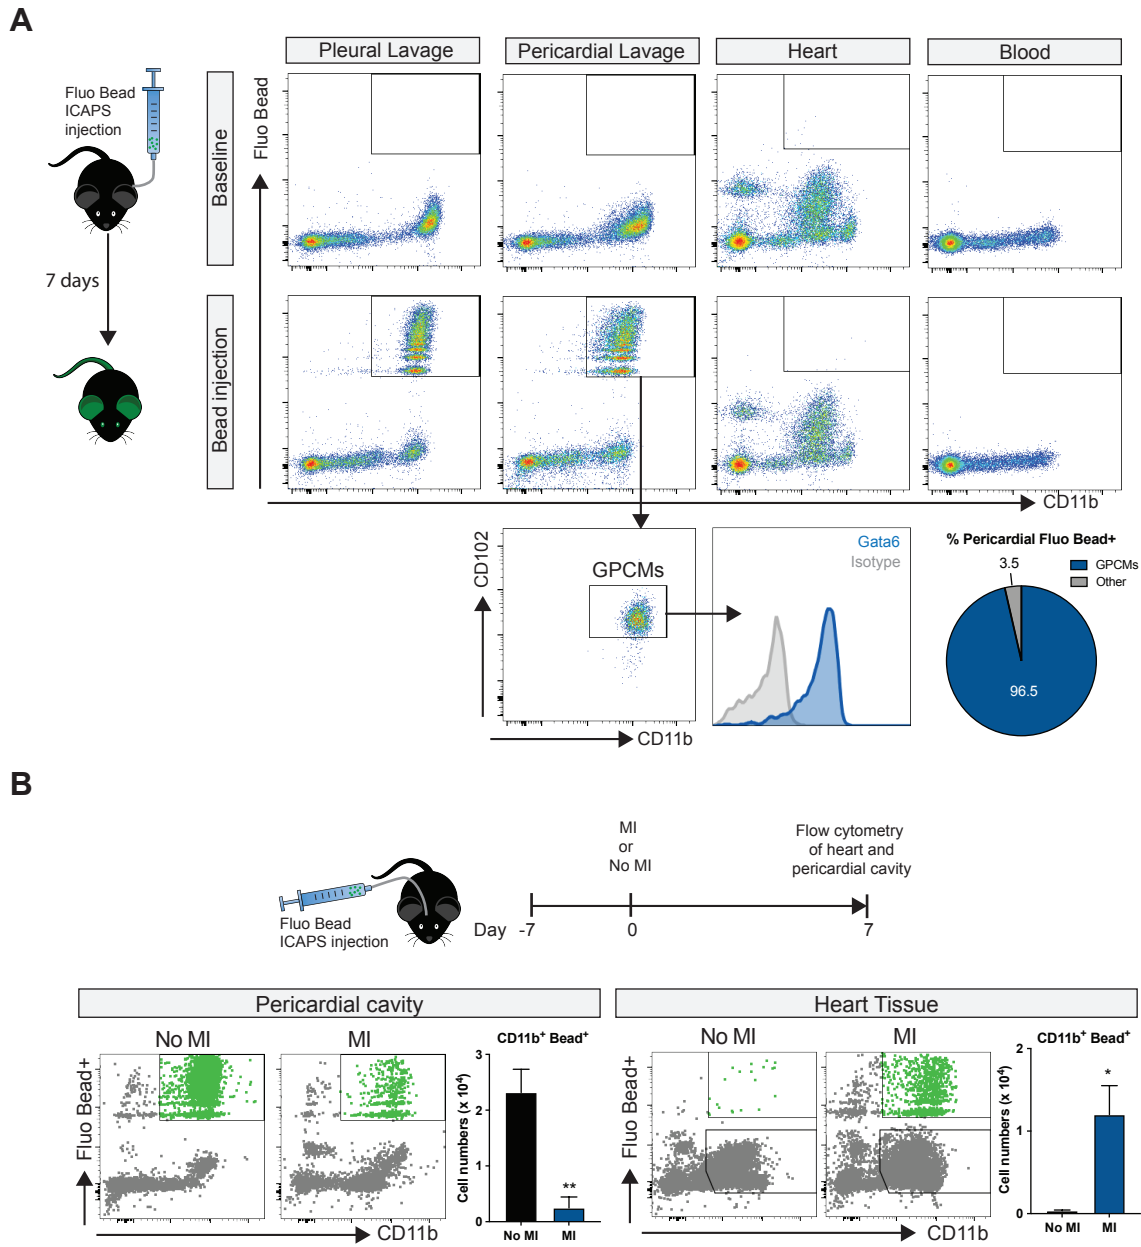 A
Pleural Lavage
Pericardial Lavage
Heart
Blood
Fluo Bead
ICAPS
injection
Baseline
Fluo Bead
7 days
Bead injection
CD11b
CD102
GPCMs
Gata6
Isotype
% Pericardial Fluo Bead+
3.5
GPCMs
Other
96.5
CD11b
B
MI
or
No MI
Flow cytometry
of heart and
pericardial cavity
Fluo Bead
ICAPS injection
Day -7 0 7
Pericardial cavity
Heart Tissue
No MI
MI
CD11b⁺ Bead⁺
Fluo Bead+
Cell numbers (x 10⁴)
3
2
1
0
**
No MI MI
CD11b
No MI
MI
CD11b⁺ Bead⁺
Fluo Bead+
Cell numbers (x 10⁴)
2
1
0
*
No MI MI
CD11b